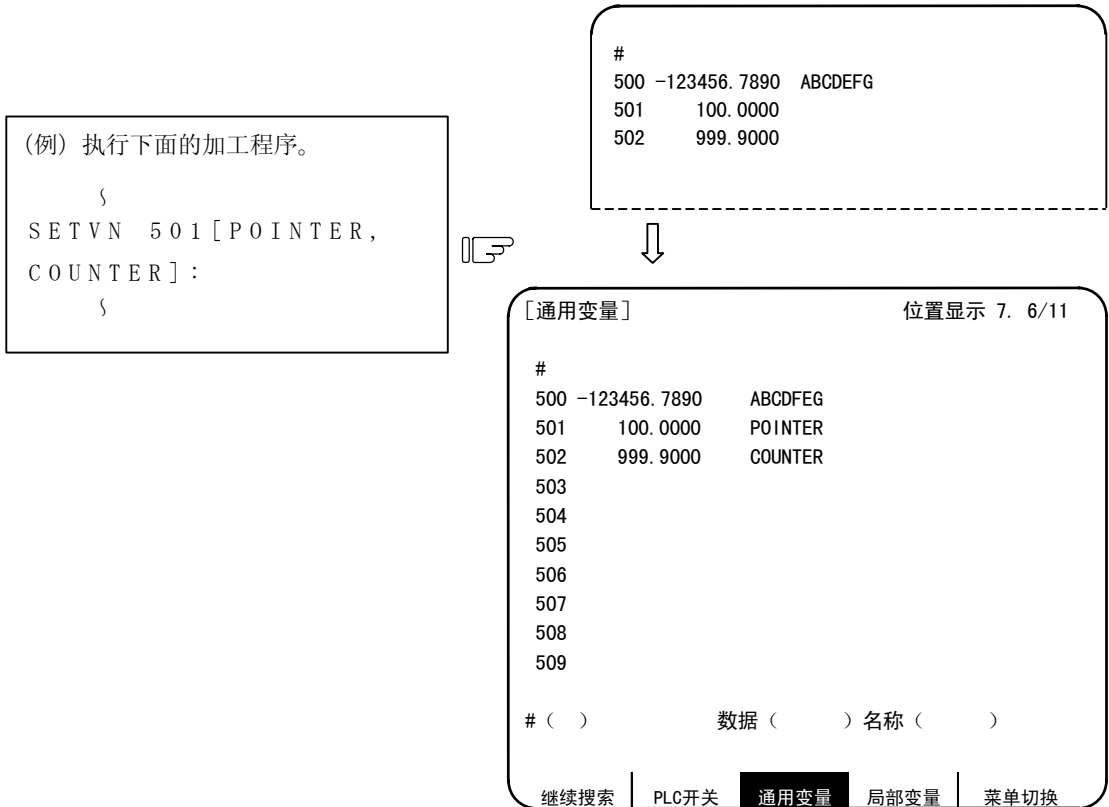 (例) 执行下面的加工程序。
∫
SETVN 501[POINTER,
COUNTER]:
∫
#
500 -123456.7890 ABCDEFG
501 100.0000
502 999.9000
[通用变量] 位置显示 7. 6/11
#
500 -123456.7890 ABCDFEG
501 100.0000 POINTER
502 999.9000 COUNTER
503
504
505
506
507
508
509
#( ) 数据( )名称( )
继续搜索 PLC开关 通用变量 局部变量 菜单切换